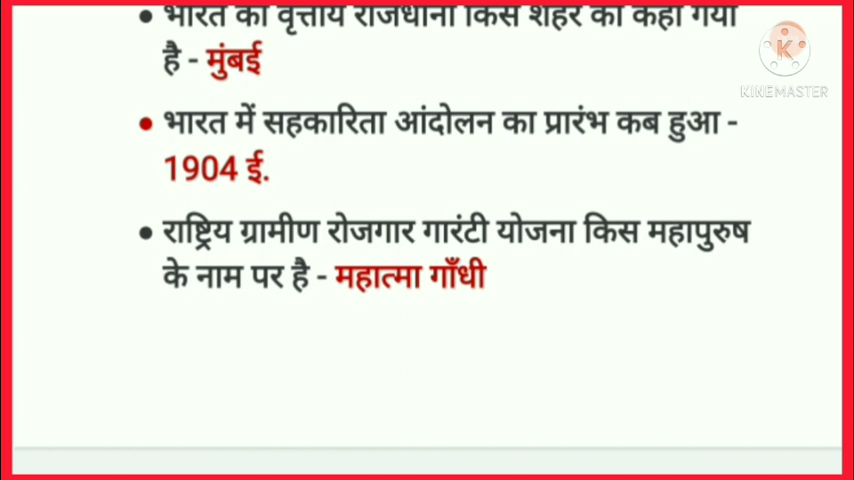 • भारत की वृत्तीय राजधानी किस शहर को कहा गया
है - मुंबई
• भारत में सहकारिता आंदोलन का प्रारंभ कब हुआ -
1904 ई.
• राष्ट्रिय ग्रामीण रोजगार गारंटी योजना किस महापुरुष
के नाम पर है - महात्मा गाँधी
KINEMASTER